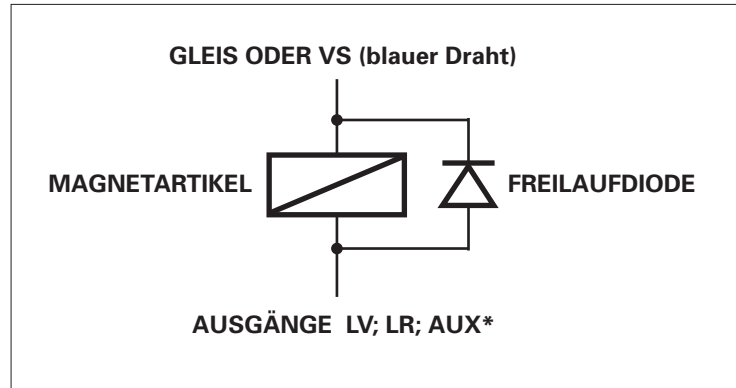 GLEIS ODER VS (blauer Draht)
MAGNETARTIKEL
FREILAUFDIODE
AUSGÄNGE LV; LR; AUX*